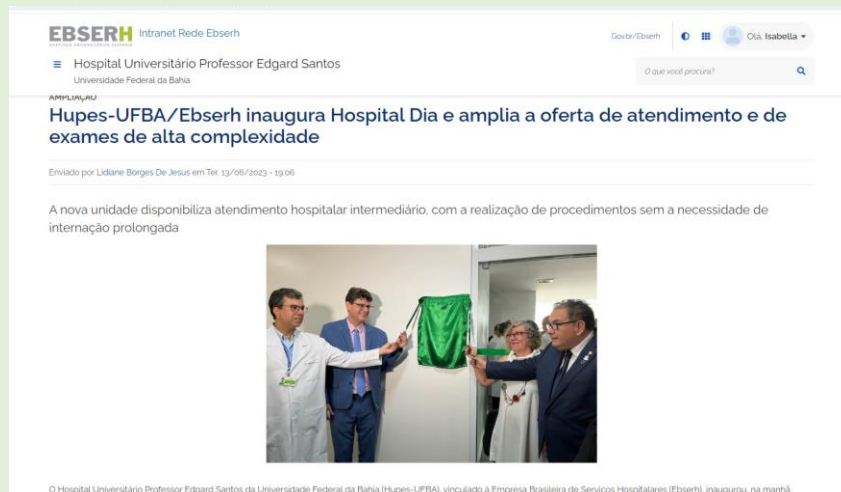 EBSERH
Intranet Rede Ebserh
Gov.br/Ebserh
Olá, Isabella
Hospital Universitário Professor Edgard Santos
Universidade Federal da Bahia
O que você procura?
AMPLIAÇÃO
Hupes-UFBA/Ebserh inaugura Hospital Dia e amplia a oferta de atendimento e de
exames de alta complexidade
Enviado por Lidiane Borges De Jesus em Ter, 13/06/2023 - 19:06
A nova unidade disponibiliza atendimento hospitalar intermediário, com a realização de procedimentos sem a necessidade de
internação prolongada
O Hospital Universitário Professor Edgard Santos da Universidade Federal da Bahia (Hupes-UFBA), vinculado à Empresa Brasileira de Serviços Hospitalares (Ebserh), inaugurou, na manhã